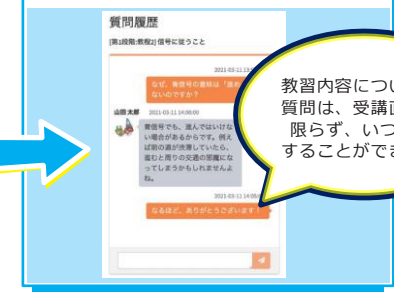 質問履歴
[第1段階:教程2] 信号に従うこと
2021-03-11 13:5
なぜ、青信号の意味は「進め
ないのですか？
山田太郎 2021-03-11 14:00:00
青信号でも、進んではいけな
い場合があるからです。例え
ば前の道が渋滞していたら、
進むと周りの交通の邪魔にな
ってしまうかもしれませんよ
ね。
2021-03-11 14:05:0
なるほど、ありがとうございます！
教習内容につい
質問は、受講
限らず、いつ
することができ